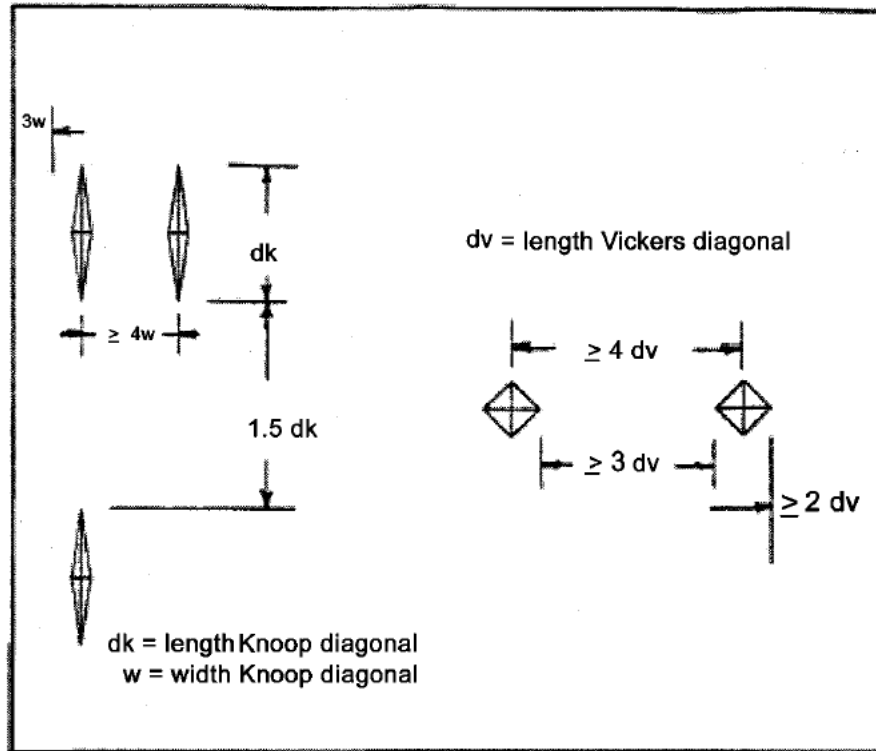 3w
dk
dv = length Vickers diagonal
≥ 4w
≥ 4 dv
1.5 dk
≥ 3 dv
≥ 2 dv
dk = length Knoop diagonal
w = width Knoop diagonal